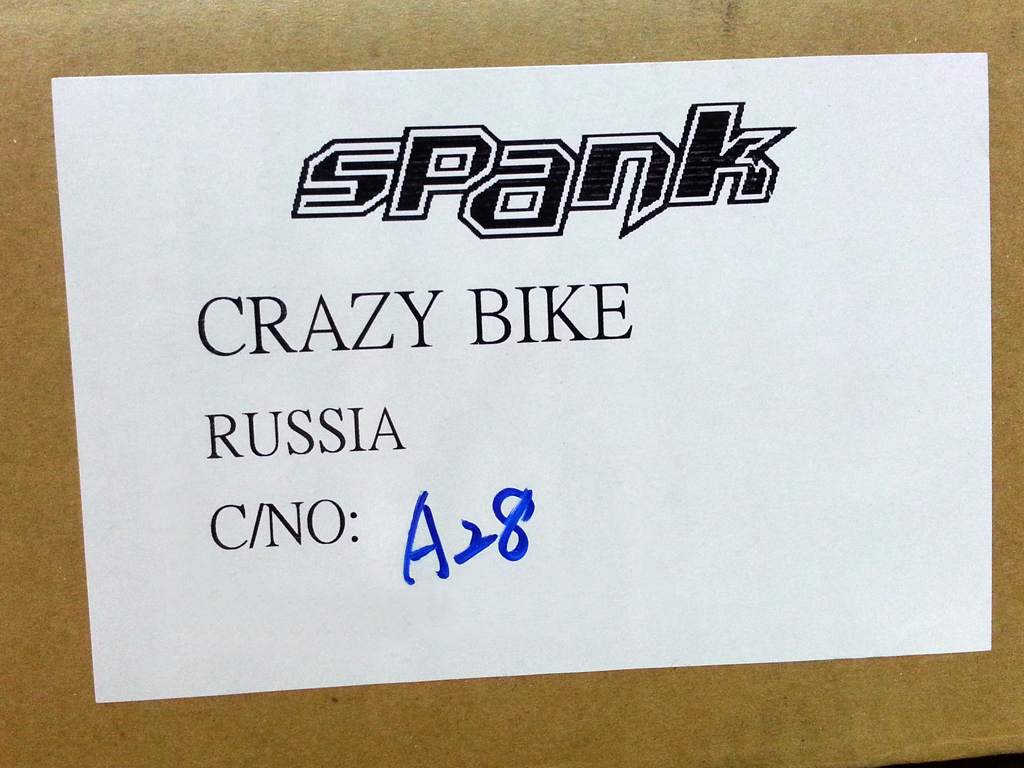 spank
CRAZY BIKE
RUSSIA
C/NO: A28